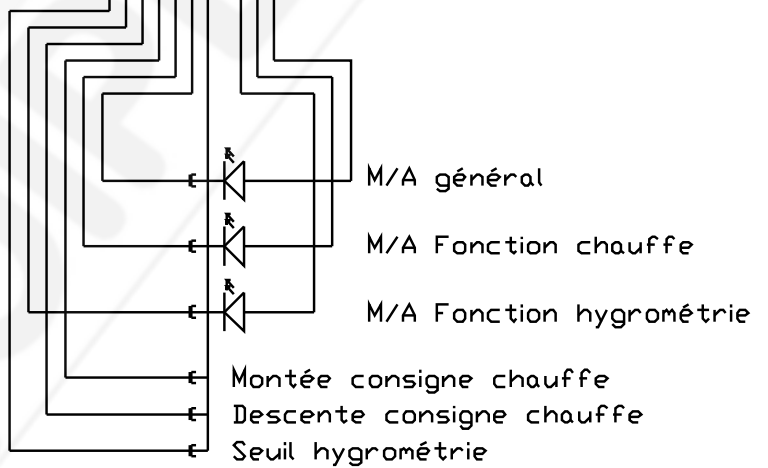 M/A général
M/A Fonction chauffe
M/A Fonction hygrométrie
Montée consigne chauffe
Descente consigne chauffe
Seuil hygrométrie